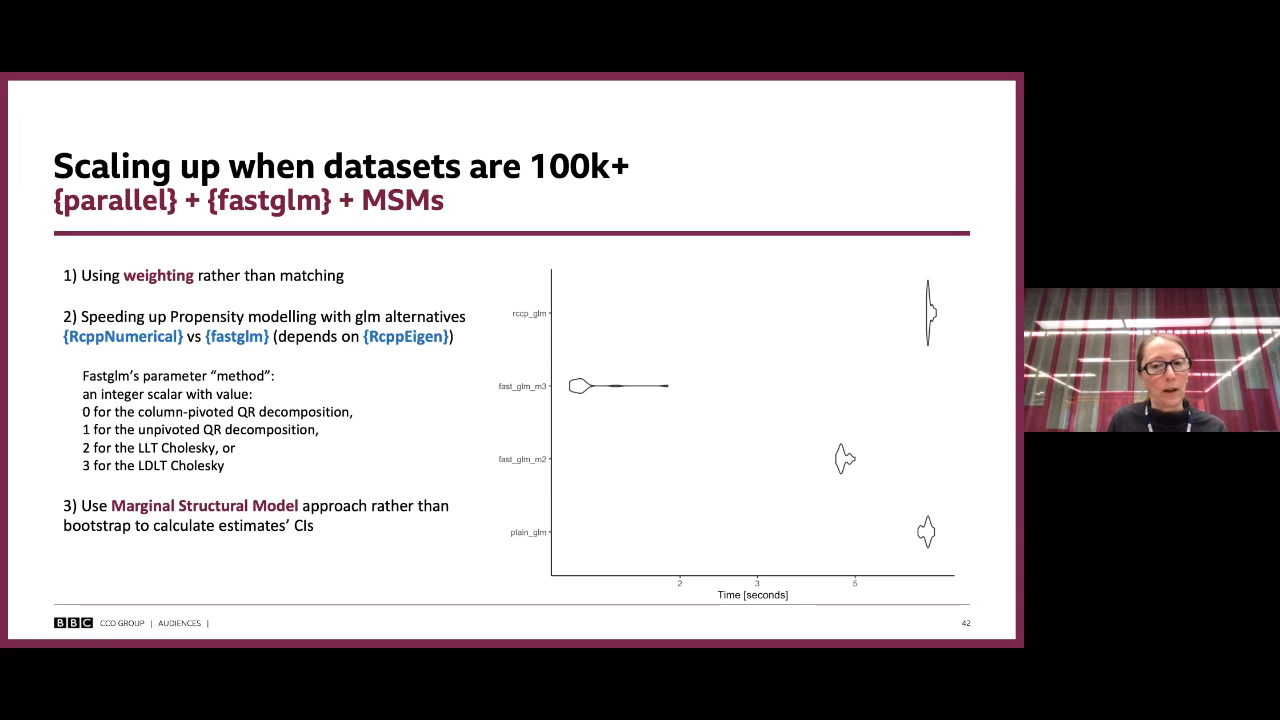 Scaling up when datasets are 100k+
{parallel} + {fastglm} + MSMs
1) Using weighting rather than matching
2) Speeding up Propensity modelling with glm alternatives
{RcppNumerical} vs {fastglm} (depends on {RcppEigen})
Fastglm's parameter “method”:
an integer scalar with value:
0 for the column-pivoted QR decomposition,
1 for the unpivoted QR decomposition,
2 for the LLT Cholesky, or
3 for the LDLT Cholesky
3) Use Marginal Structural Model approach rather than
bootstrap to calculate estimates’ CIs
rccp_glm
fast_glm_m3
fast_glm_m2
plain_glm
2 3 5
Time [seconds]
BBC CCO GROUP | AUDIENCES |
42